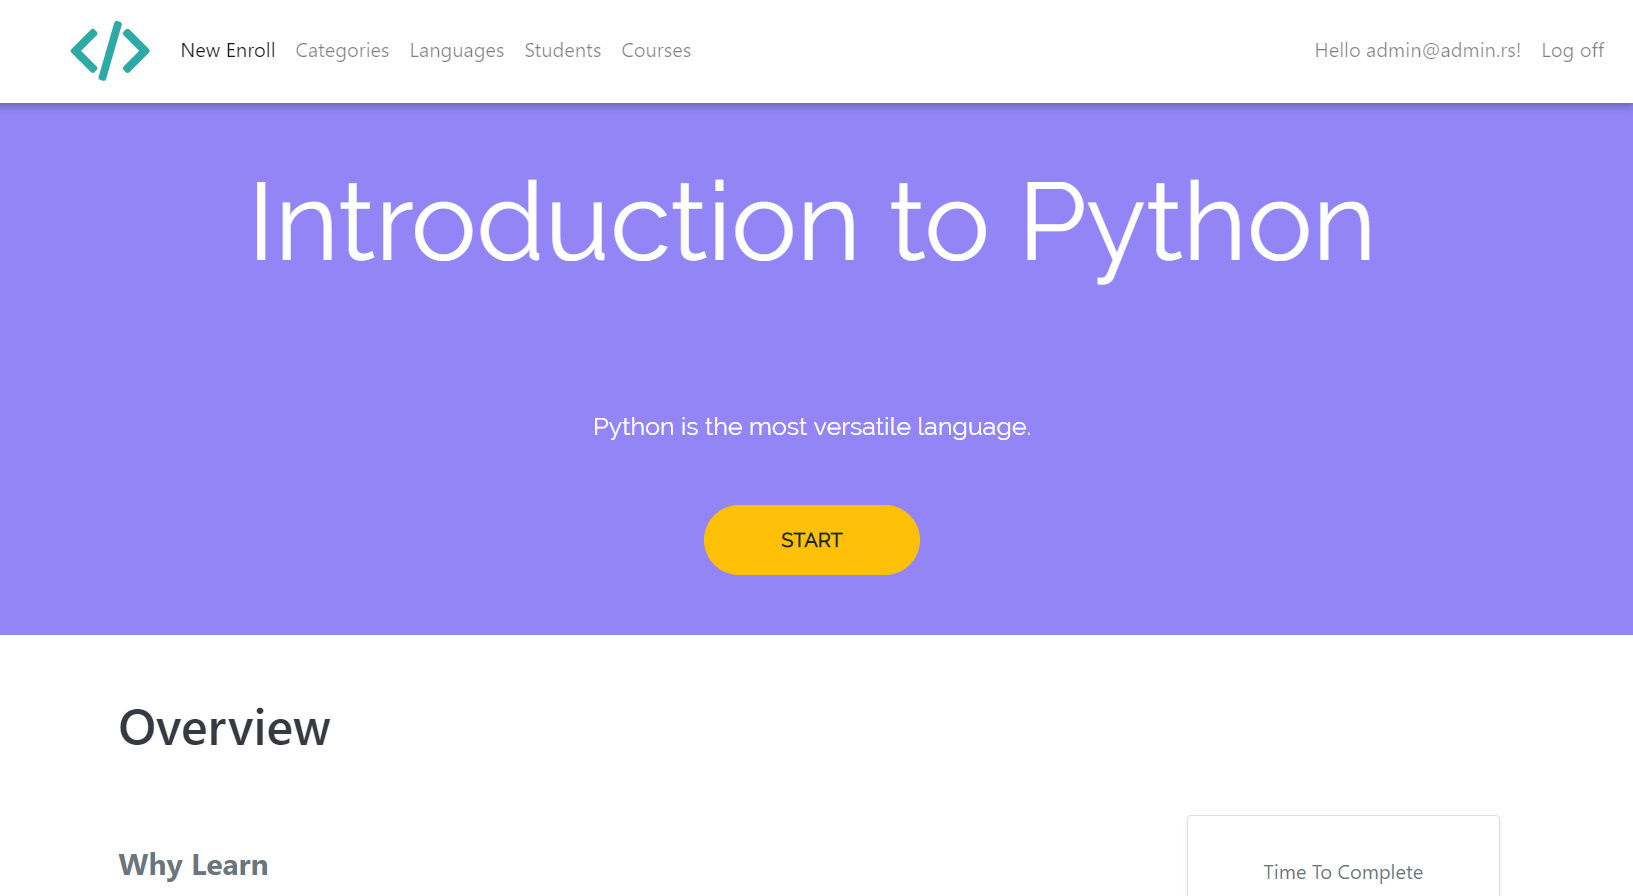 </> New Enroll Categories Languages Students Courses Hello admin@admin.rs! Log off
Introduction to Python
Python is the most versatile language.
START
Overview
Why Learn
Time To Complete